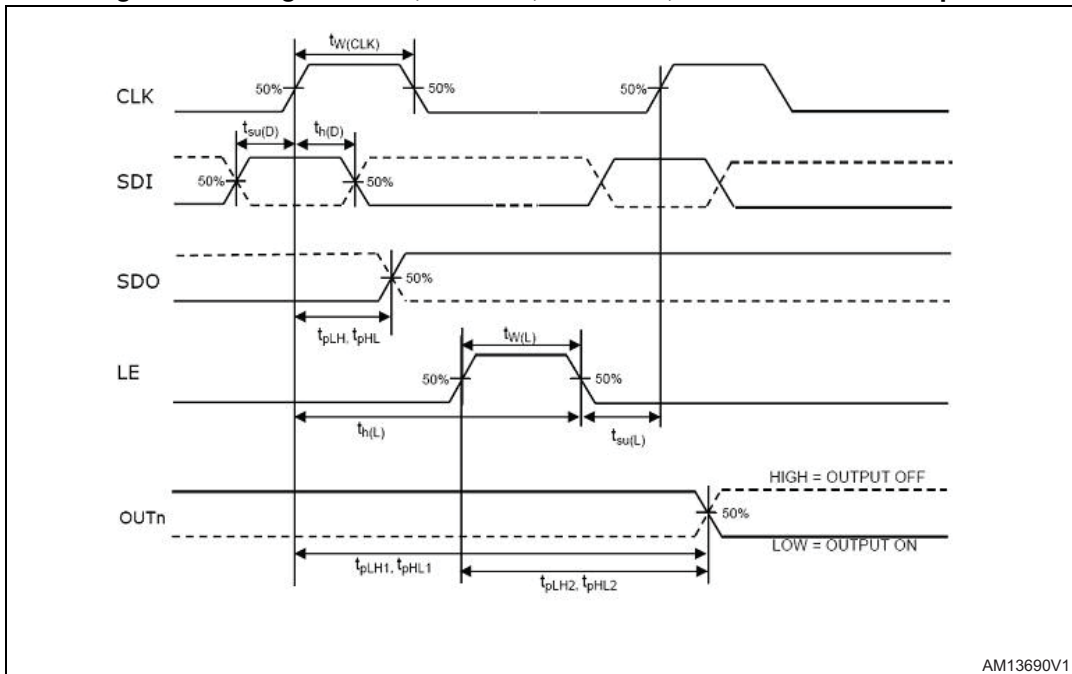 tW(CLK)
CLK
50%
50%
50%
tsu(D)
th(D)
SDI
50%
50%
SDO
50%
tpLH, tpHL
tW(L)
LE
50%
50%
th(L)
tsu(L)
HIGH = OUTPUT OFF
OUTn
50%
LOW = OUTPUT ON
tpLH1, tpHL1
tpLH2, tpHL2
AM13690V1